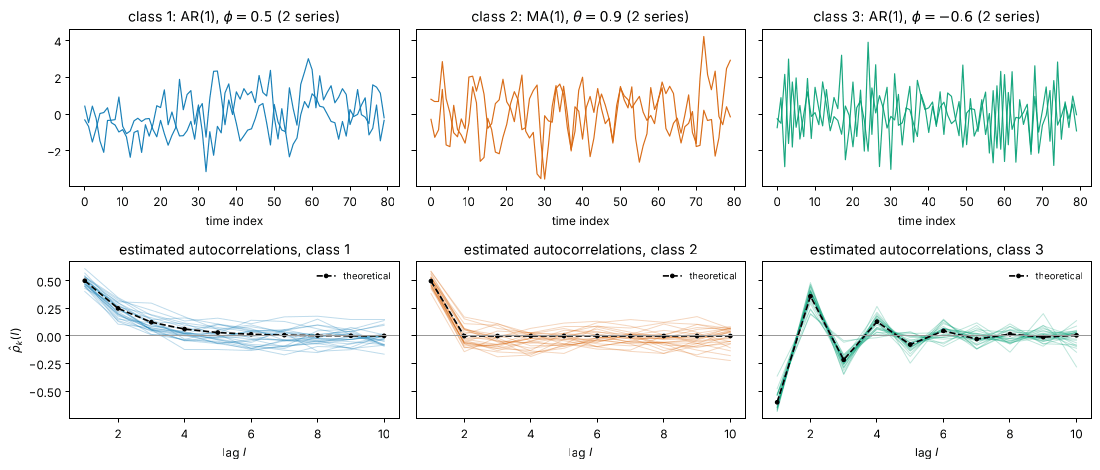 class 1: AR(1), ϕ = 0.5 (2 series)
class 2: MA(1), θ = 0.9 (2 series)
class 3: AR(1), ϕ = −0.6 (2 series)
4
2
0
−2
0 10 20 30 40 50 60 70 80
0 10 20 30 40 50 60 70 80
0 10 20 30 40 50 60 70 80
time index
time index
time index
estimated autocorrelations, class 1
estimated autocorrelations, class 2
estimated autocorrelations, class 3
theoretical
theoretical
theoretical
0.50
0.25
0.00
−0.25
−0.50
ρ̂ₖ(l)
2 4 6 8 10
2 4 6 8 10
2 4 6 8 10
lag l
lag l
lag l